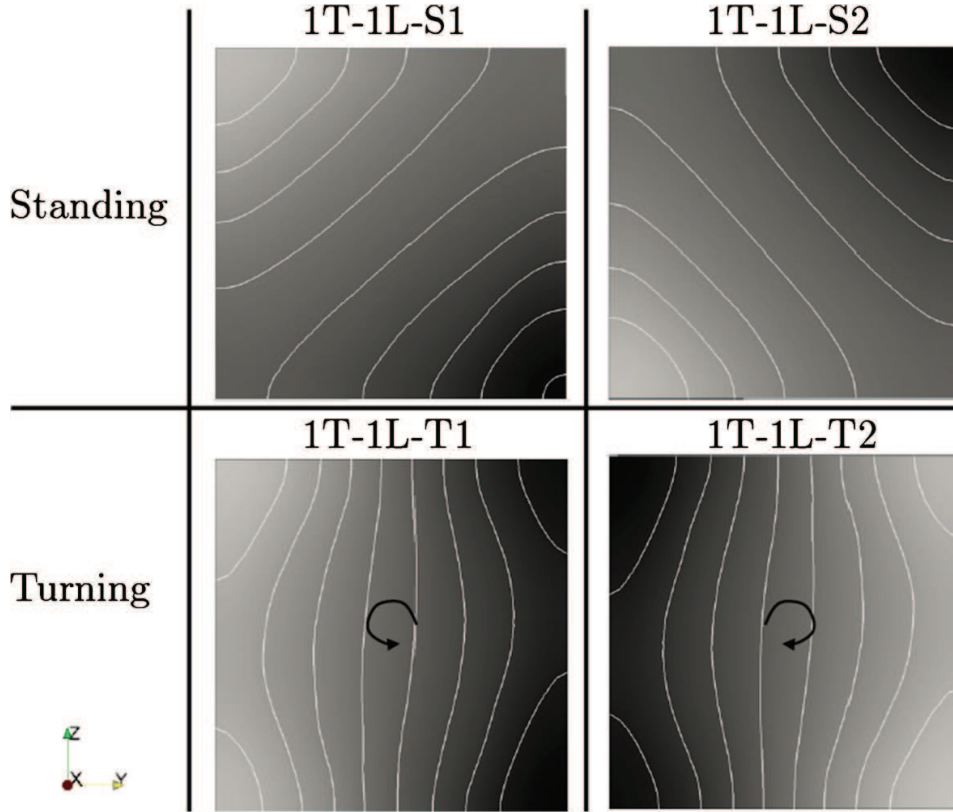 1T-1L-S1
1T-1L-S2
Standing
1T-1L-T1
1T-1L-T2
Turning
Z
X
Y